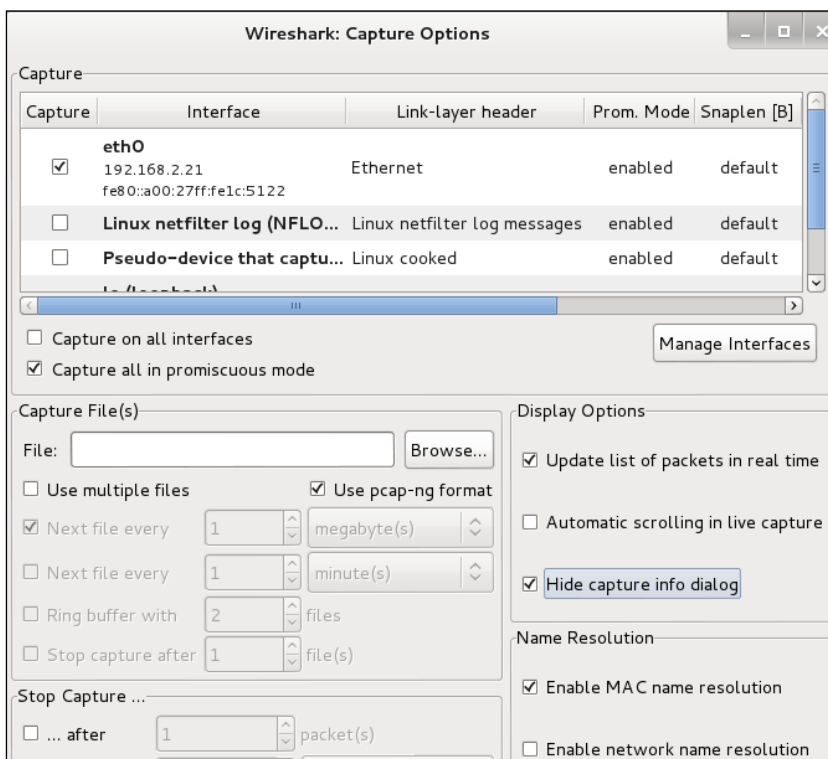 Wireshark: Capture Options
Capture
Capture Interface Link-layer header Prom. Mode Snaplen [B]
eth0
192.168.2.21
fe80::a00:27ff:fe1c:5122
Ethernet enabled default
Linux netfilter log (NFLO... Linux netfilter log messages enabled default
Pseudo-device that captu... Linux cooked enabled default
lo (loopback)
Capture on all interfaces
Manage Interfaces
Capture all in promiscuous mode
Capture File(s)
File: Browse...
Use multiple files Use pcap-ng format
Next file every 1 megabyte(s)
Next file every 1 minute(s)
Ring buffer with 2 files
Stop capture after 1 file(s)
Stop Capture ...
... after 1 packet(s)
Display Options
Update list of packets in real time
Automatic scrolling in live capture
Hide capture info dialog
Name Resolution
Enable MAC name resolution
Enable network name resolution